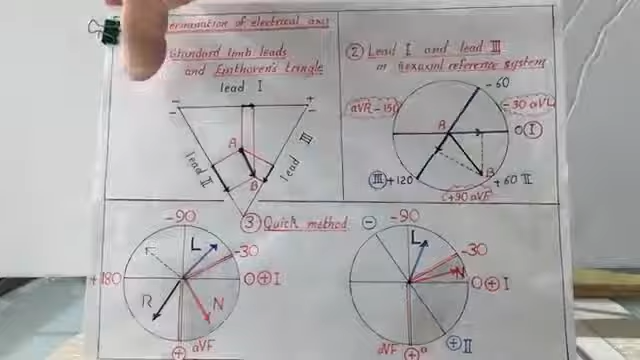 ermination of electrical axis
Standard limb leads
and Einthoven's tringle
lead I
−
+
−
lead II
lead III
A
B
② Lead I and lead III
in hexaxial reference system
-60
aVR -150
-30 aVL
A
0 I
B
III +120
+60 II
+90 aVF
③ Quick method
-90
L
-30
+180
0 ⊕ I
R
N
⊕ aVF
⊖
-90
L
-30
N
0 ⊕ I
⊕ II
aVF ⊕